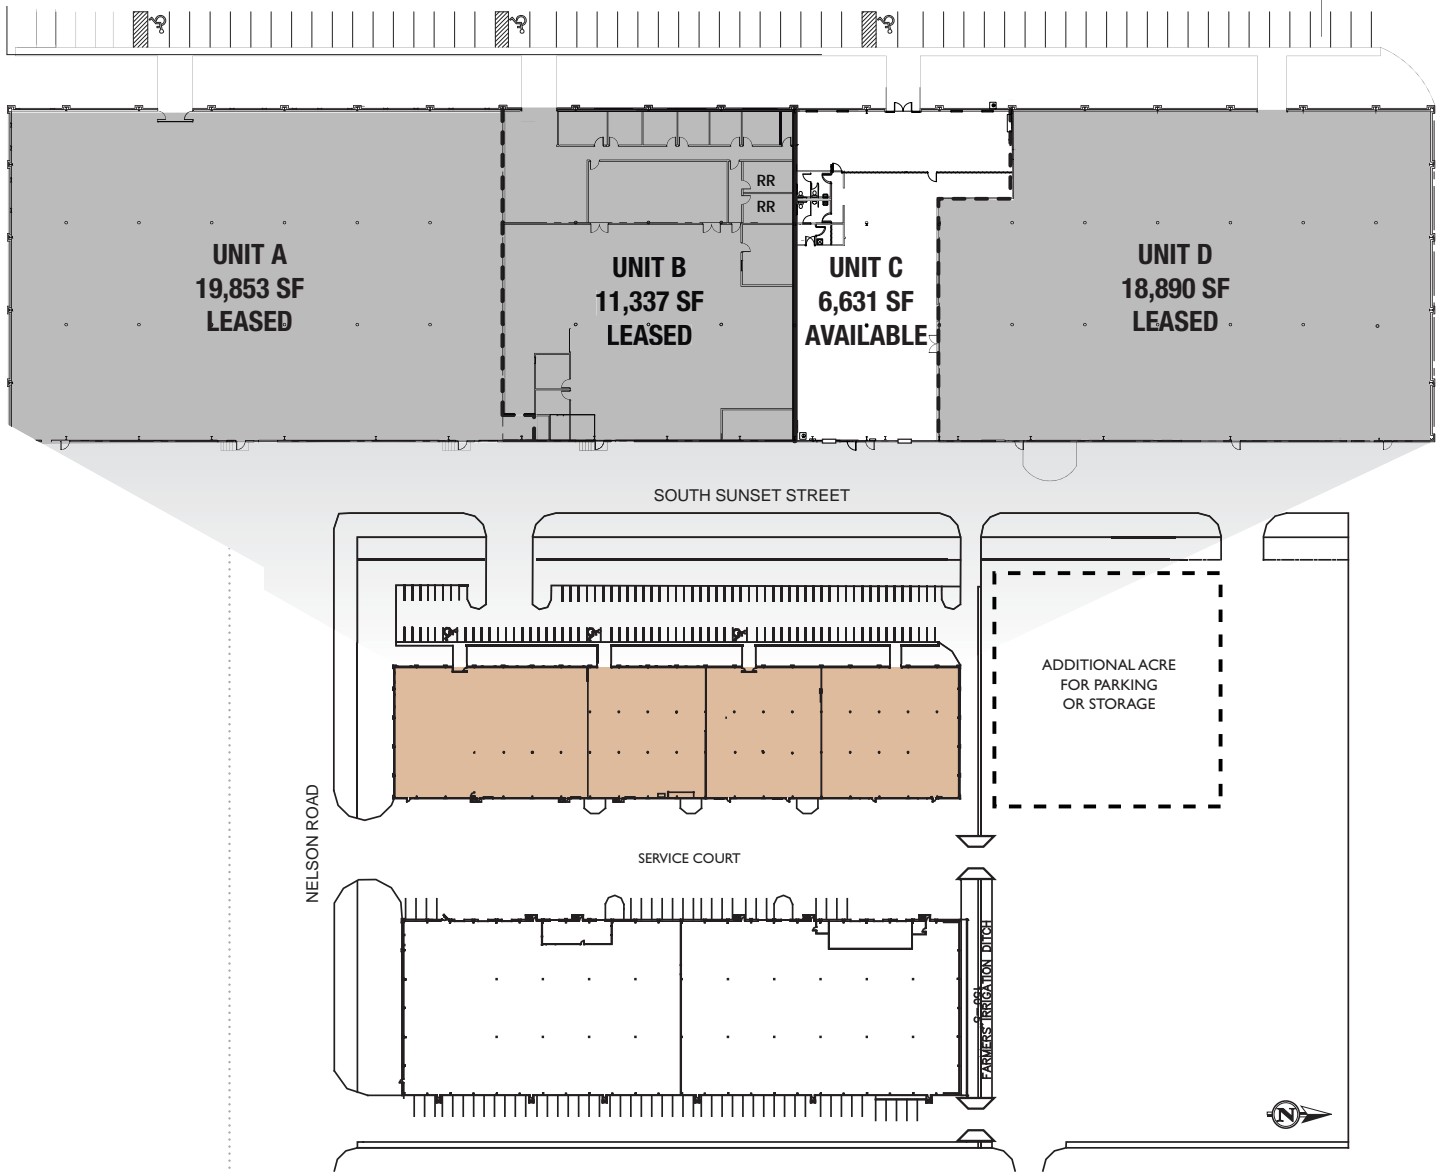 RR
RR
UNIT A
19,853 SF
LEASED
UNIT B
11,337 SF
LEASED
UNIT C
6,631 SF
AVAILABLE
UNIT D
18,890 SF
LEASED
SOUTH SUNSET STREET
ADDITIONAL ACRE
FOR PARKING
OR STORAGE
NELSON ROAD
SERVICE COURT
FARMERS' IRRIGATION DITCH
N